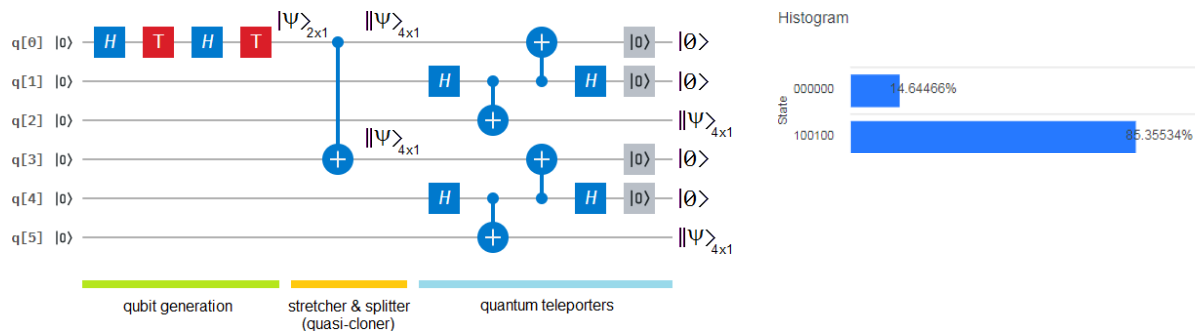 |Ψ⟩2x1 ‖Ψ⟩4x1
q[0] |0⟩ H T H T |0⟩ |0⟩
q[1] |0⟩ H H |0⟩ |0⟩
q[2] |0⟩ ‖Ψ⟩4x1
‖Ψ⟩4x1
q[3] |0⟩ |0⟩ |0⟩
q[4] |0⟩ H H |0⟩ |0⟩
q[5] |0⟩ ‖Ψ⟩4x1
qubit generation
stretcher & splitter
(quasi-cloner)
quantum teleporters
Histogram
State
000000 14.64466%
100100 85.35534%